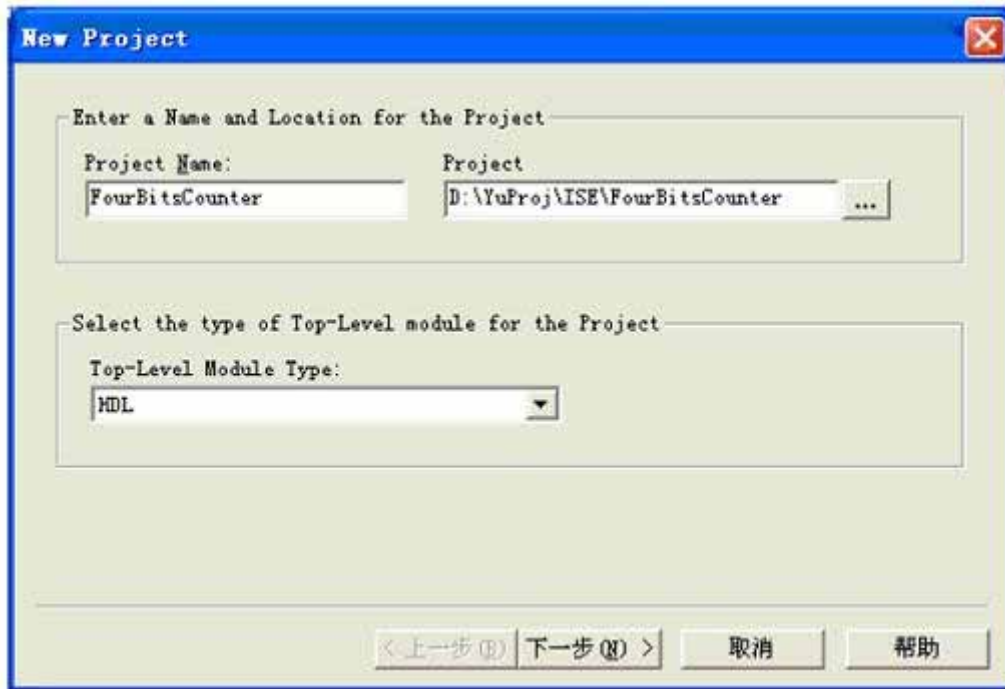 New Project
Enter a Name and Location for the Project
Project Name:
Project
FourBitsCounter
D:\YuProj\ISE\FourBitsCounter
...
Select the type of Top-Level module for the Project
Top-Level Module Type:
HDL
< 上一步(B)
下一步(N) >
取消
帮助